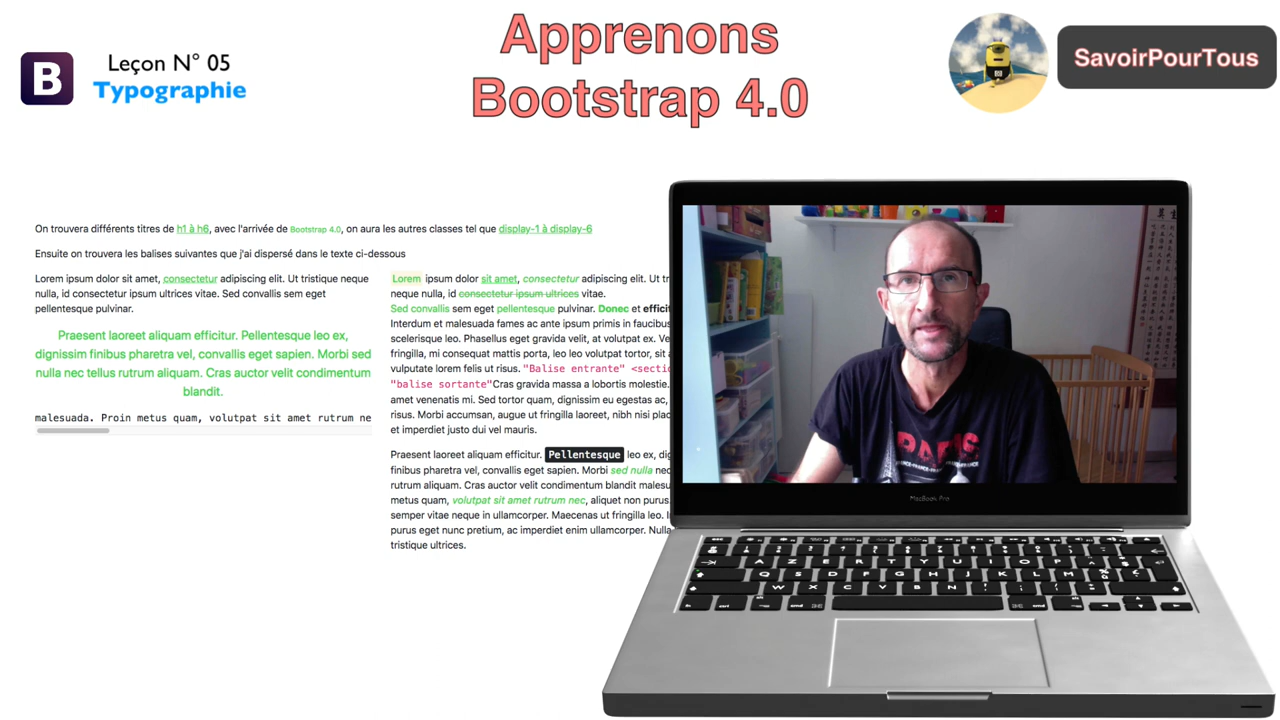 B
Leçon N° 05
Typographie
Apprenons
Bootstrap 4.0
SavoirPourTous
On trouvera différents titres de h1 à h6, avec l'arrivée de Bootstrap 4.0, on aura les autres classes tel que display-1 à display-6
Ensuite on trouvera les balises suivantes que j'ai dispersé dans le texte ci-dessous
Lorem ipsum dolor sit amet, consectetur adipiscing elit. Ut tristique neque
nulla, id consectetur ipsum ultrices vitae. Sed convallis sem eget
pellentesque pulvinar.
Praesent laoreet aliquam efficitur. Pellentesque leo ex,
dignissim finibus pharetra vel, convallis eget sapien. Morbi sed
nulla nec tellus rutrum aliquam. Cras auctor velit condimentum
blandit.
malesuada. Proin metus quam, volutpat sit amet rutrum ne
Lorem ipsum dolor sit amet, consectetur adipiscing elit. Ut tr
neque nulla, id consectetur ipsum ultrices vitae.
Sed convallis sem eget pellentesque pulvinar. Donec et effici
Interdum et malesuada fames ac ante ipsum primis in faucibus
scelerisque leo. Phasellus eget gravida velit, at volutpat ex. Ve
fringilla, mi consequat mattis porta, leo leo volutpat tortor, sit a
vulputate lorem felis ut risus. "Balise entrante" <sectio
"balise sortante"Cras gravida massa a lobortis molestie.
amet venenatis mi. Sed tortor quam, dignissim eu egestas ac,
risus. Morbi accumsan, augue ut fringilla laoreet, nibh nisi plac
et imperdiet justo dui vel mauris.
Praesent laoreet aliquam efficitur. Pellentesque leo ex, dig
finibus pharetra vel, convallis eget sapien. Morbi sed nulla nec
rutrum aliquam. Cras auctor velit condimentum blandit malesu
metus quam, volutpat sit amet rutrum nec, aliquet non purus.
semper vitae neque in ullamcorper. Maecenas ut fringilla leo. I
purus eget nunc pretium, ac imperdiet enim ullamcorper. Nulla
tristique ultrices.
PARIS
MacBook Pro
A Z E R T Y U I O P
Q S D F G H J K L M
W X C V B N